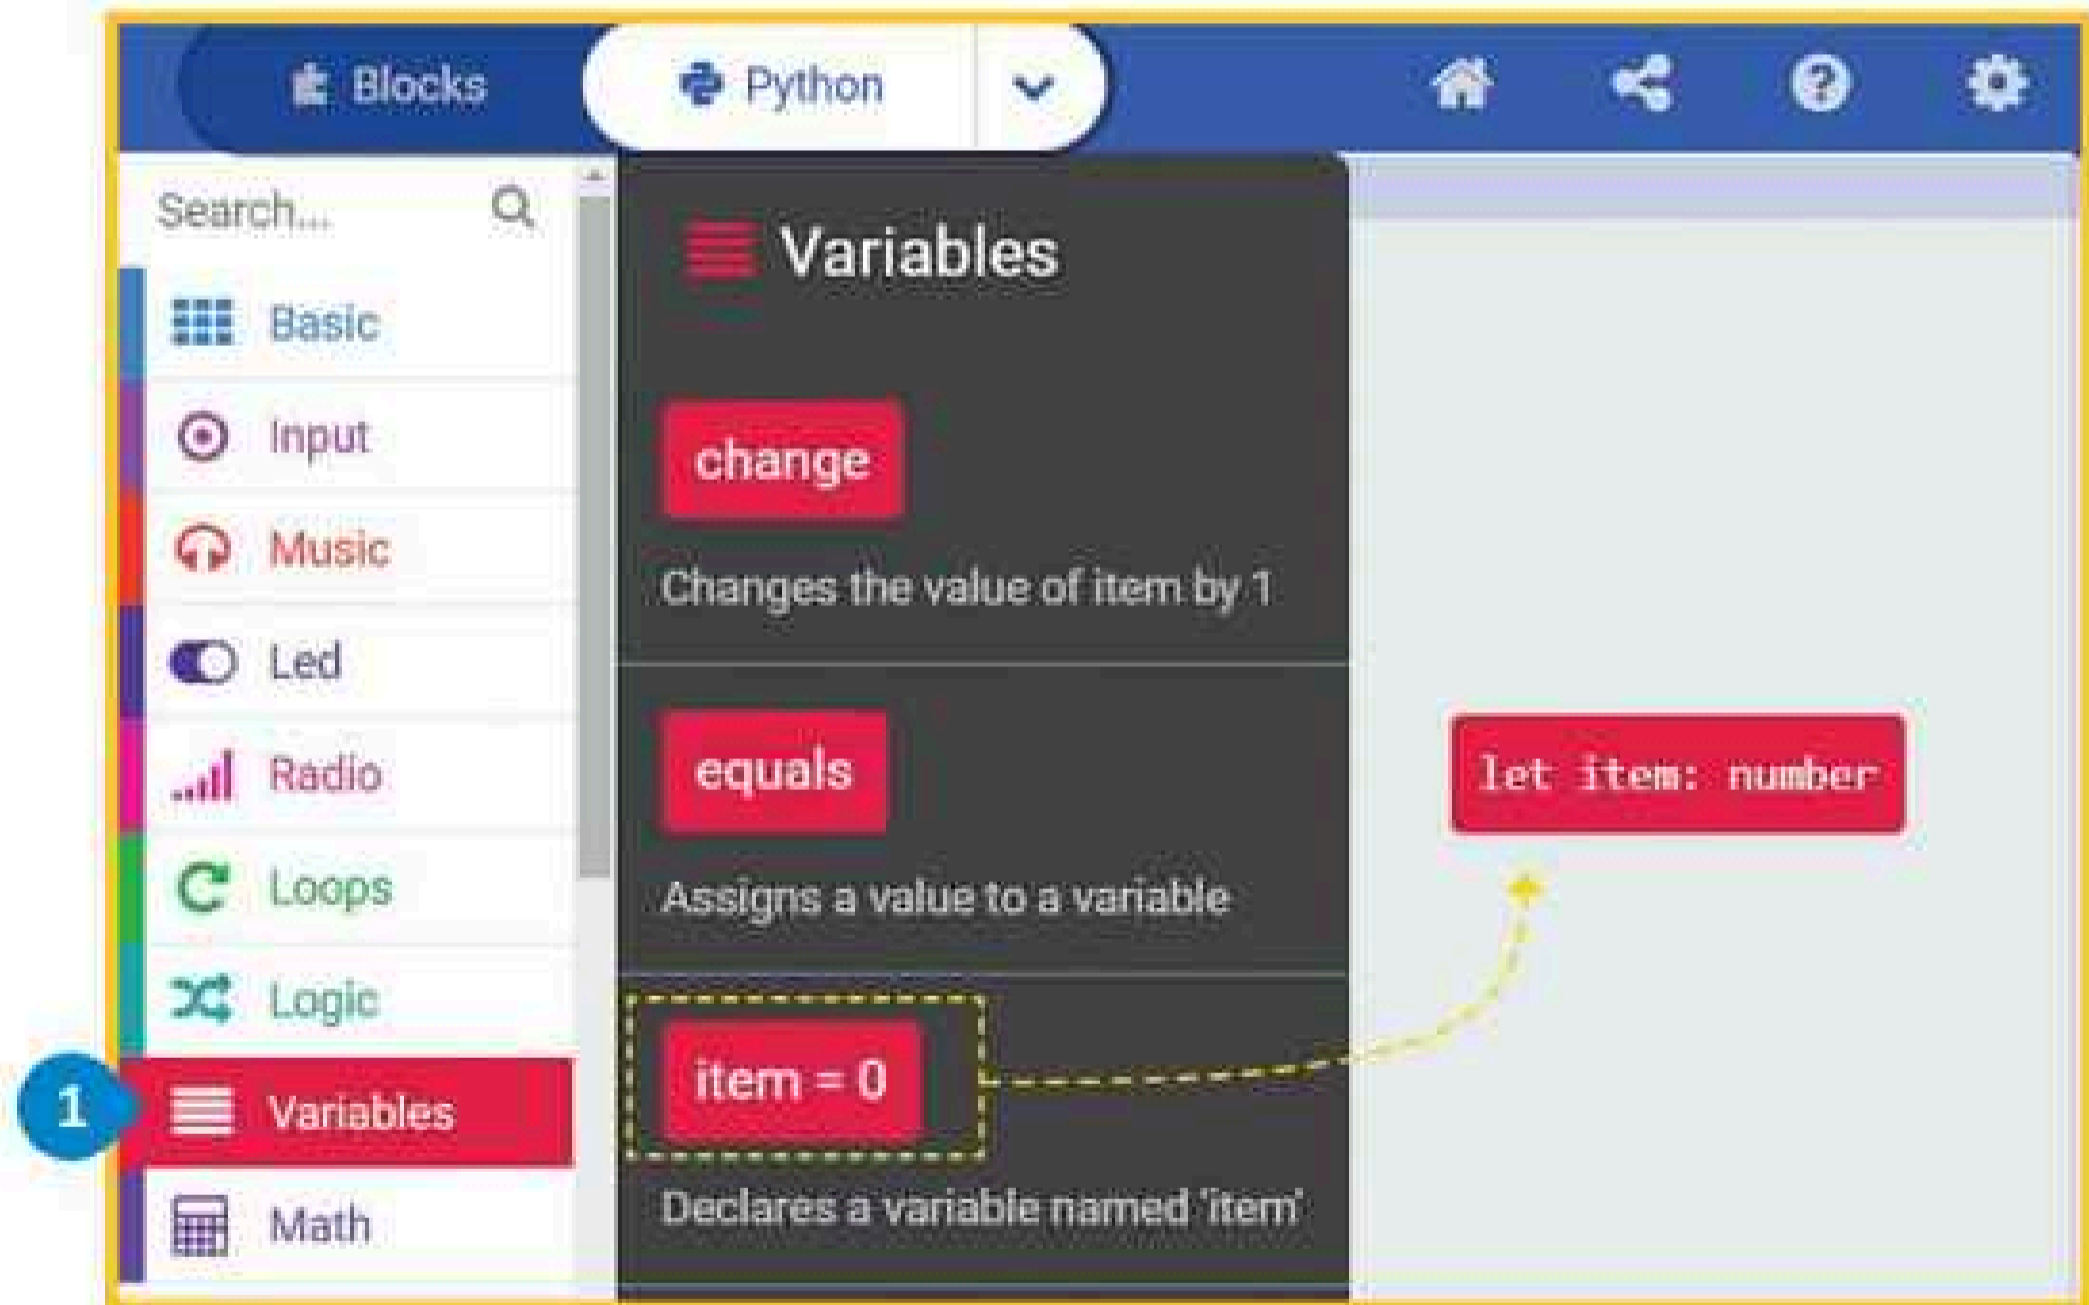 Blocks
Python
Search...
Basic
Input
Music
Led
Radio
Loops
Logic
1
Variables
Math
Variables
change
Changes the value of item by 1
equals
Assigns a value to a variable
item = 0
Declares a variable named 'item'
let item: number